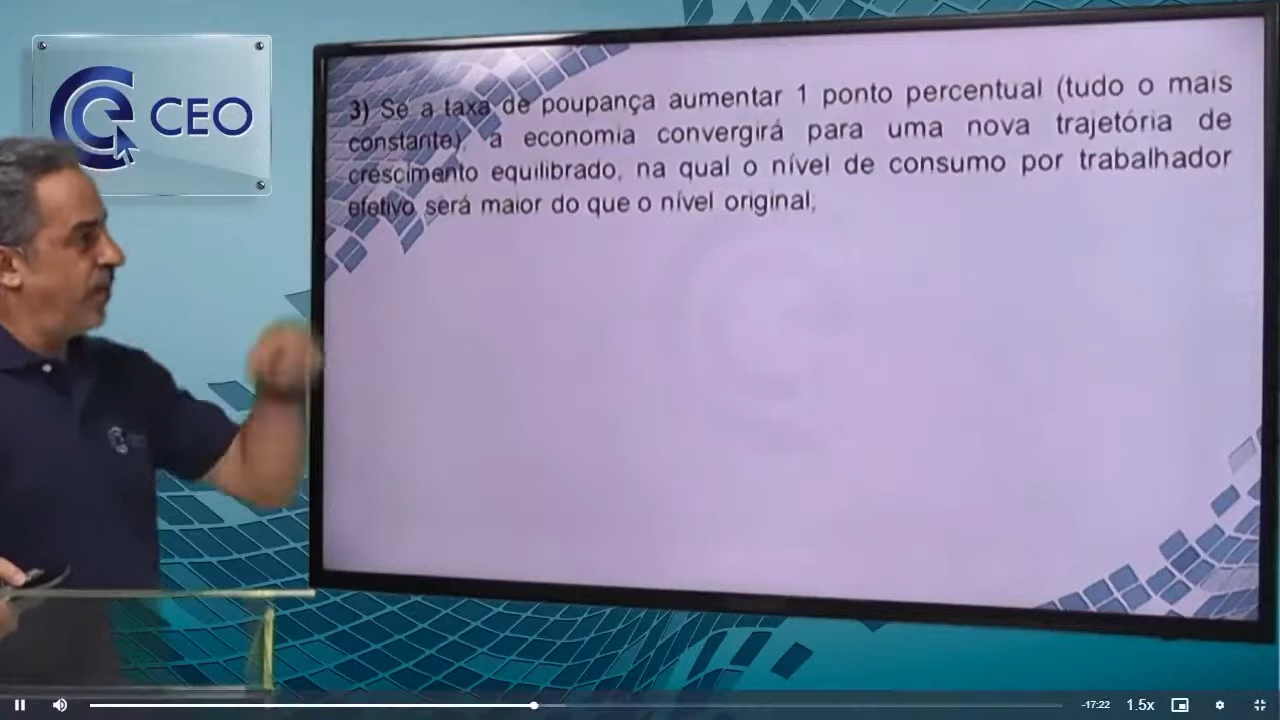 CEO
3) Se a taxa de poupança aumentar 1 ponto percentual (tudo o mais
constante), a economia convergirá para uma nova trajetória de
crescimento equilibrado, na qual o nível de consumo por trabalhador
efetivo será maior do que o nível original;
-17:22
1.5x